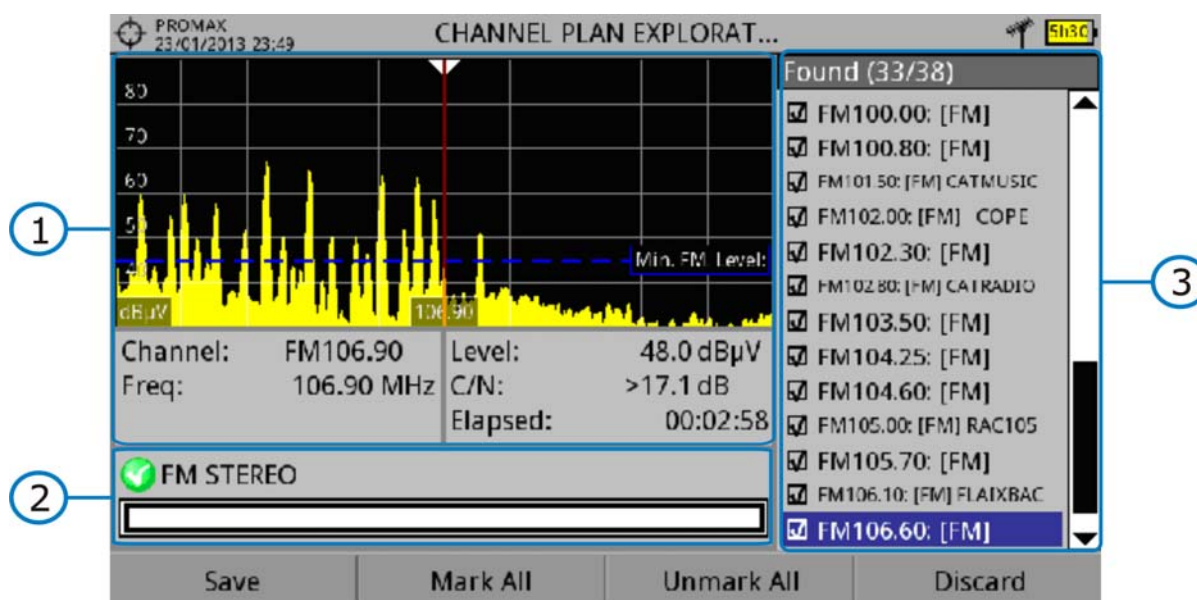 PROMAX
23/01/2013 23:49
CHANNEL PLAN EXPLORAT...
5h30
80
70
60
50
Min. FM Level:
dBµV
106.90
Channel: FM106.90
Freq: 106.90 MHz
Level: 48.0 dBµV
C/N: >17.1 dB
Elapsed: 00:02:58
1
FM STEREO
2
Found (33/38)
FM100.00: [FM]
FM100.80: [FM]
FM101.50: [FM] CATMUSIC
FM102.00: [FM] COPE
FM102.30: [FM]
FM102.80: [FM] CATRADIO
FM103.50: [FM]
FM104.25: [FM]
FM104.60: [FM]
FM105.00: [FM] RAC105
FM105.70: [FM]
FM106.10: [FM] FLAIXBAC
FM106.60: [FM]
3
Save
Mark All
Unmark All
Discard